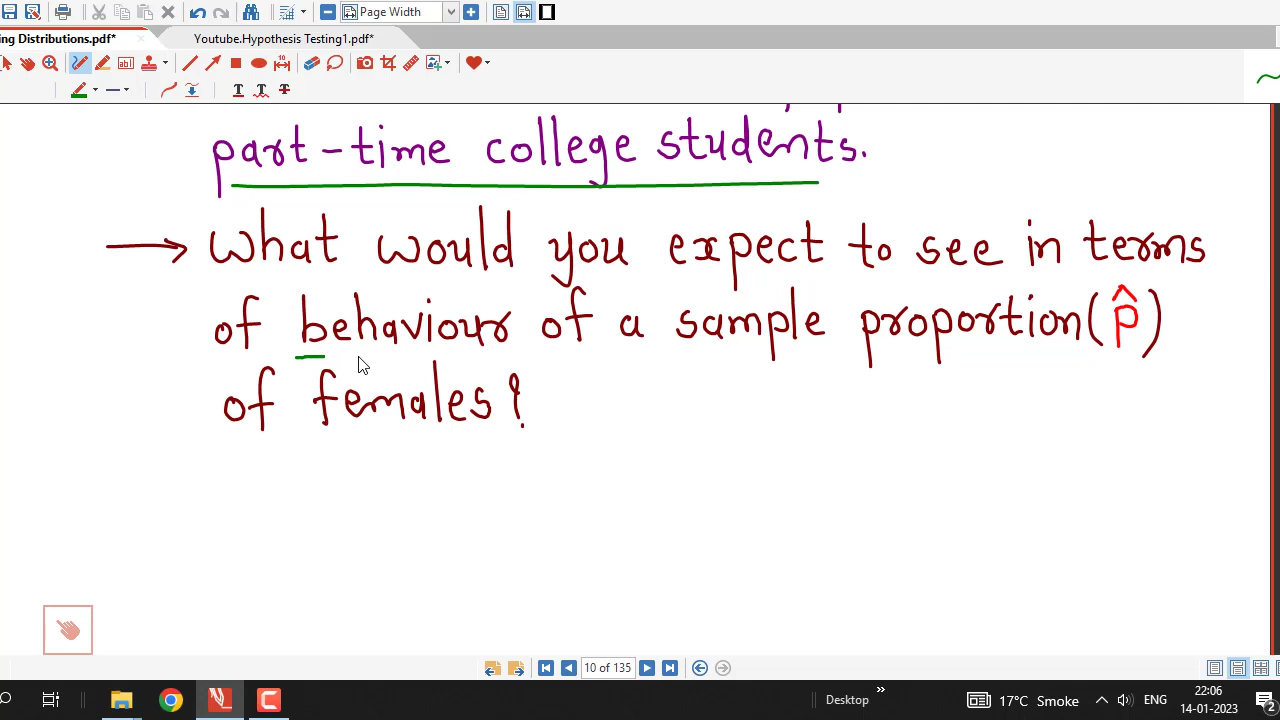 Page Width
ing Distributions.pdf*
Youtube.Hypothesis Testing1.pdf*
part-time college students.
→ What would you expect to see in terms
of behaviour of a sample proportion (p̂)
of females?
10 of 135
Desktop
»
17°C Smoke
ENG
22:06
14-01-2023
2